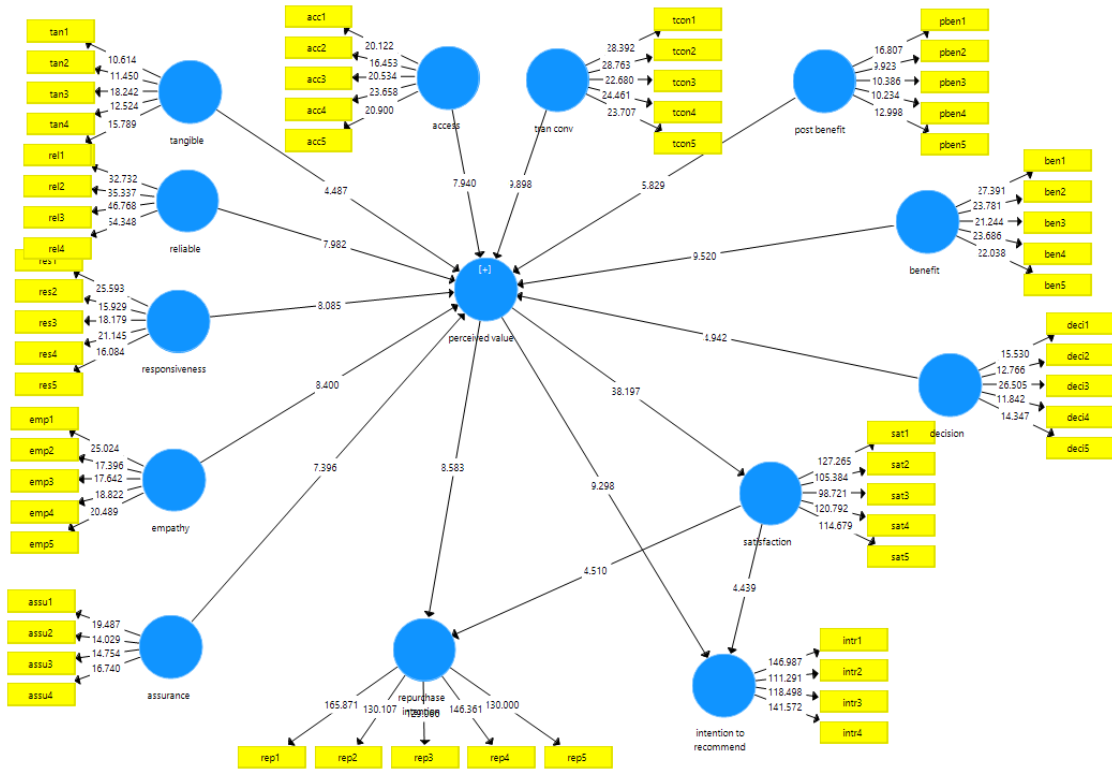 tan1
tan2
tan3
tan4
10.614
11.450
18.242
12.524
15.789
tangible
rel1
rel2
rel3
rel4
32.732
35.337
46.768
54.348
reliable
res1
res2
res3
res4
res5
25.593
15.929
18.179
21.145
16.084
responsiveness
emp1
emp2
emp3
emp4
emp5
25.024
17.396
17.642
18.822
20.489
empathy
assu1
assu2
assu3
assu4
19.487
14.029
14.754
16.740
assurance
acc1
acc2
acc3
acc4
acc5
20.122
16.453
20.534
23.658
20.900
access
tran conv
28.392
28.763
22.680
24.461
23.707
tcon1
tcon2
tcon3
tcon4
tcon5
post benefit
16.807
9.923
10.386
10.234
12.998
pben1
pben2
pben3
pben4
pben5
benefit
27.391
23.781
21.244
23.686
22.038
ben1
ben2
ben3
ben4
ben5
decision
15.530
12.766
26.505
11.842
14.347
deci1
deci2
deci3
deci4
deci5
4.487
7.982
8.085
8.400
7.396
7.940
9.898
5.829
9.520
4.942
[+]
perceived value
38.197
8.583
9.298
4.510
4.439
satisfaction
127.265
105.384
98.721
120.792
114.679
sat1
sat2
sat3
sat4
sat5
repurchase
intention
165.871
130.107
146.361
130.000
rep1
rep2
rep3
rep4
rep5
intention to
recommend
146.987
111.291
118.498
141.572
intr1
intr2
intr3
intr4